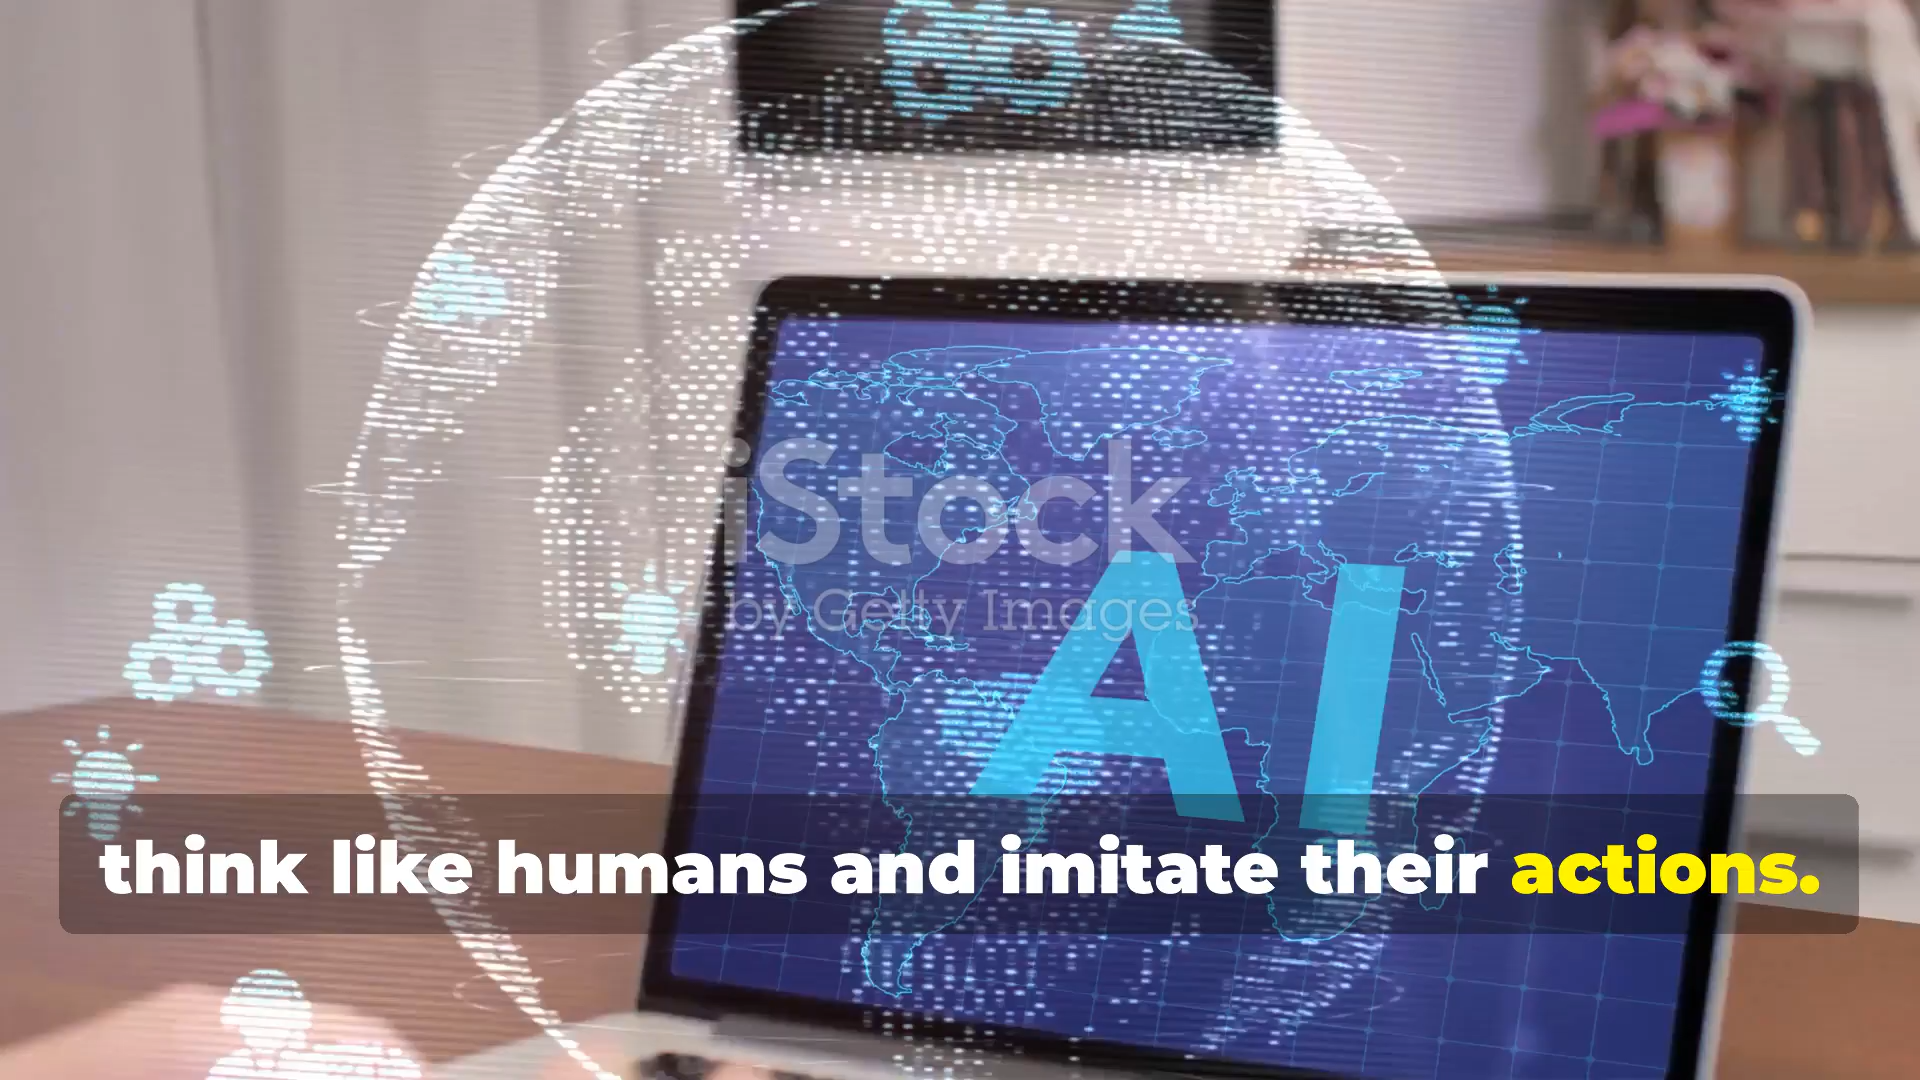 iStock
by Getty Images
AI
think like humans and imitate their actions.